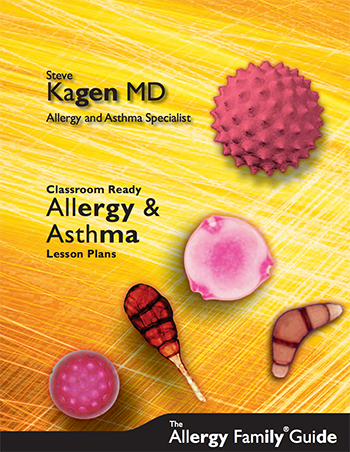 Steve
Kagen MD
Allergy and Asthma Specialist
Classroom Ready
Allergy &
Asthma
Lesson Plans
The
Allergy Family® Guide